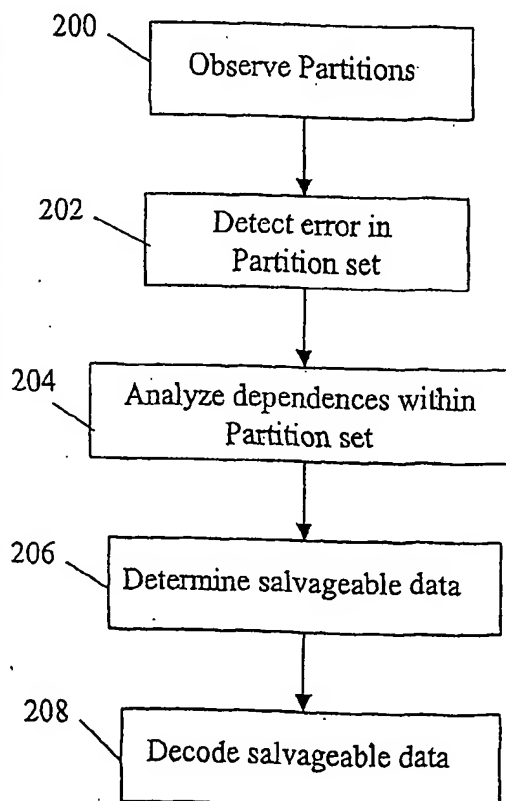 200
Observe Partitions
202
Detect error in
Partition set
204
Analyze dependences within
Partition set
206
Determine salvageable data
208
Decode salvageable data